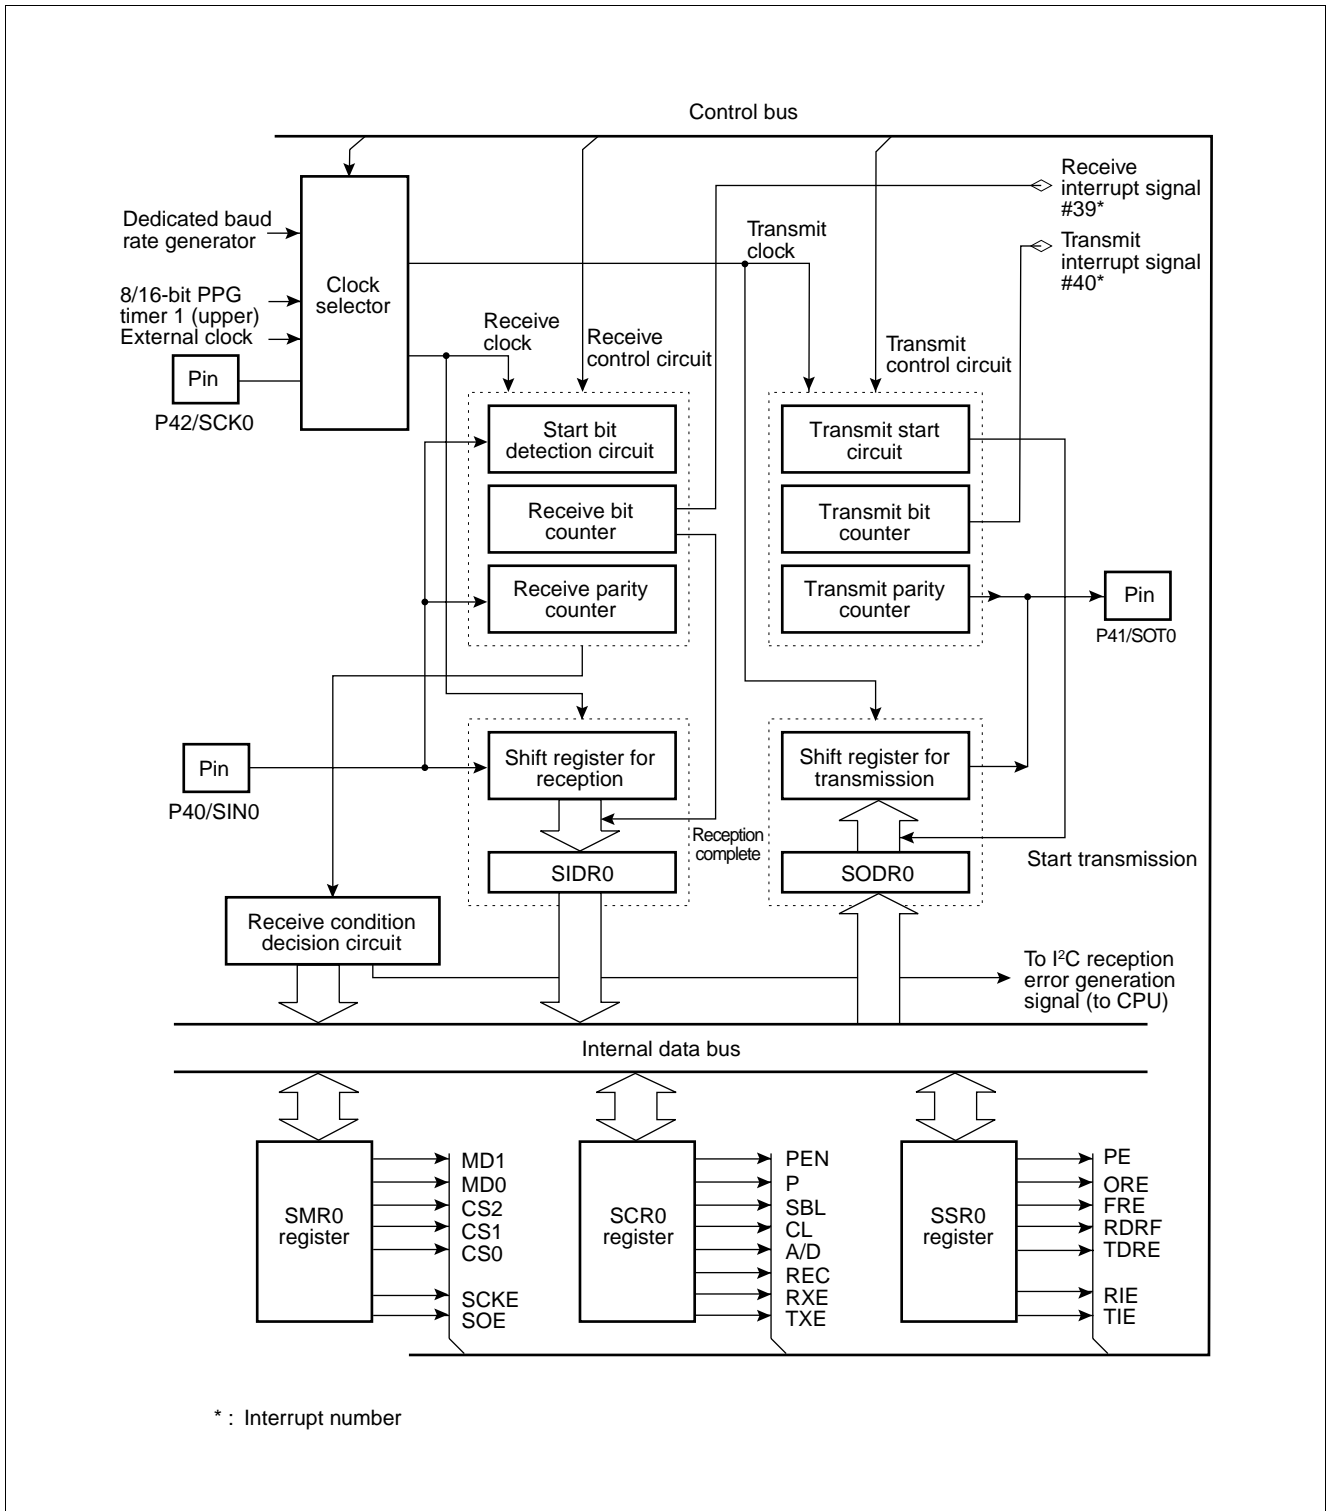 Control bus
Receive
interrupt signal
#39*
Dedicated baud
rate generator
Transmit
clock
Transmit
interrupt signal
#40*
Clock
selector
8/16-bit PPG
timer 1 (upper)
External clock
Receive
clock
Receive
control circuit
Transmit
control circuit
Pin
P42/SCK0
Start bit
detection circuit
Transmit start
circuit
Receive bit
counter
Transmit bit
counter
Receive parity
counter
Transmit parity
counter
Pin
P41/SOT0
Pin
P40/SIN0
Shift register for
reception
Shift register for
transmission
Reception
complete
Start transmission
SIDR0
SODR0
Receive condition
decision circuit
To I²C reception
error generation
signal (to CPU)
Internal data bus
SMR0
register
MD1
MD0
CS2
CS1
CS0
SCKE
SOE
SCR0
register
PEN
P
SBL
CL
A/D
REC
RXE
TXE
SSR0
register
PE
ORE
FRE
RDRF
TDRE
RIE
TIE
* : Interrupt number